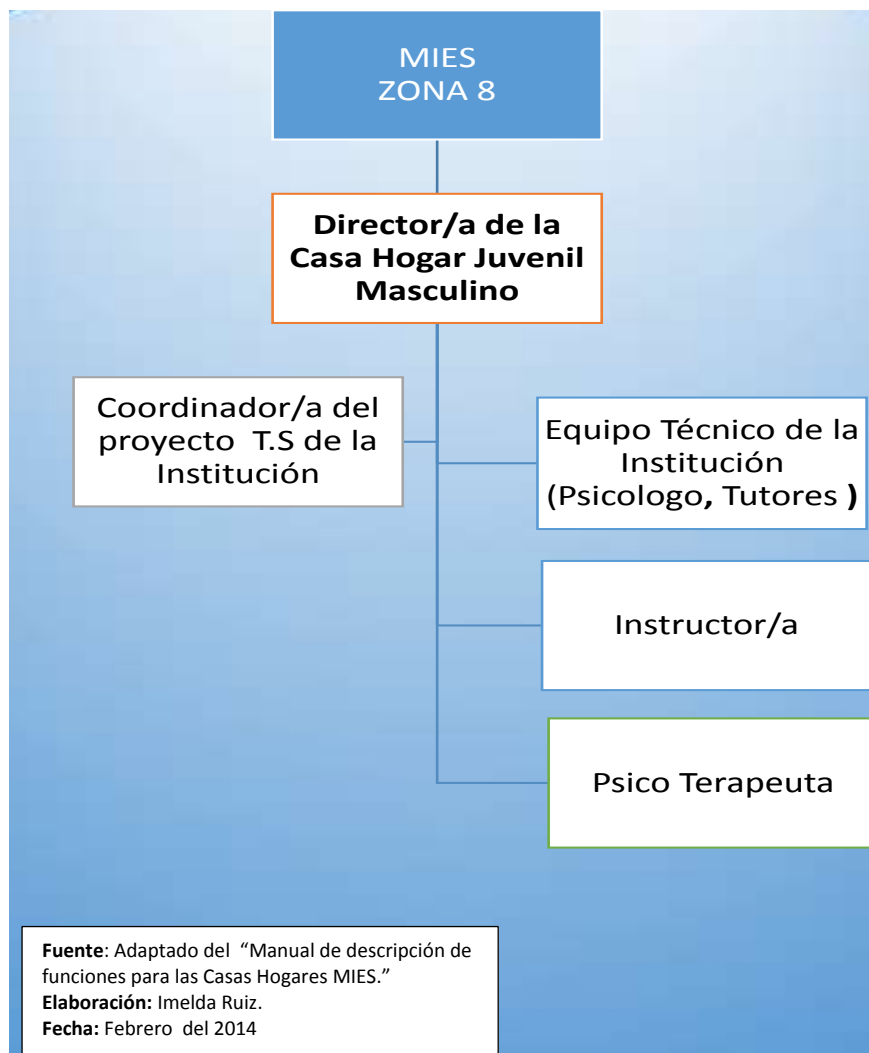 MIES
ZONA 8
Director/a de la
Casa Hogar Juvenil
Masculino
Coordinador/a del
proyecto T.S de la
Institución
Equipo Técnico de la
Institución
(Psicologo, Tutores )
Instructor/a
Psico Terapeuta
Fuente: Adaptado del "Manual de descripción de
funciones para las Casas Hogares MIES."
Elaboración: Imelda Ruiz.
Fecha: Febrero del 2014